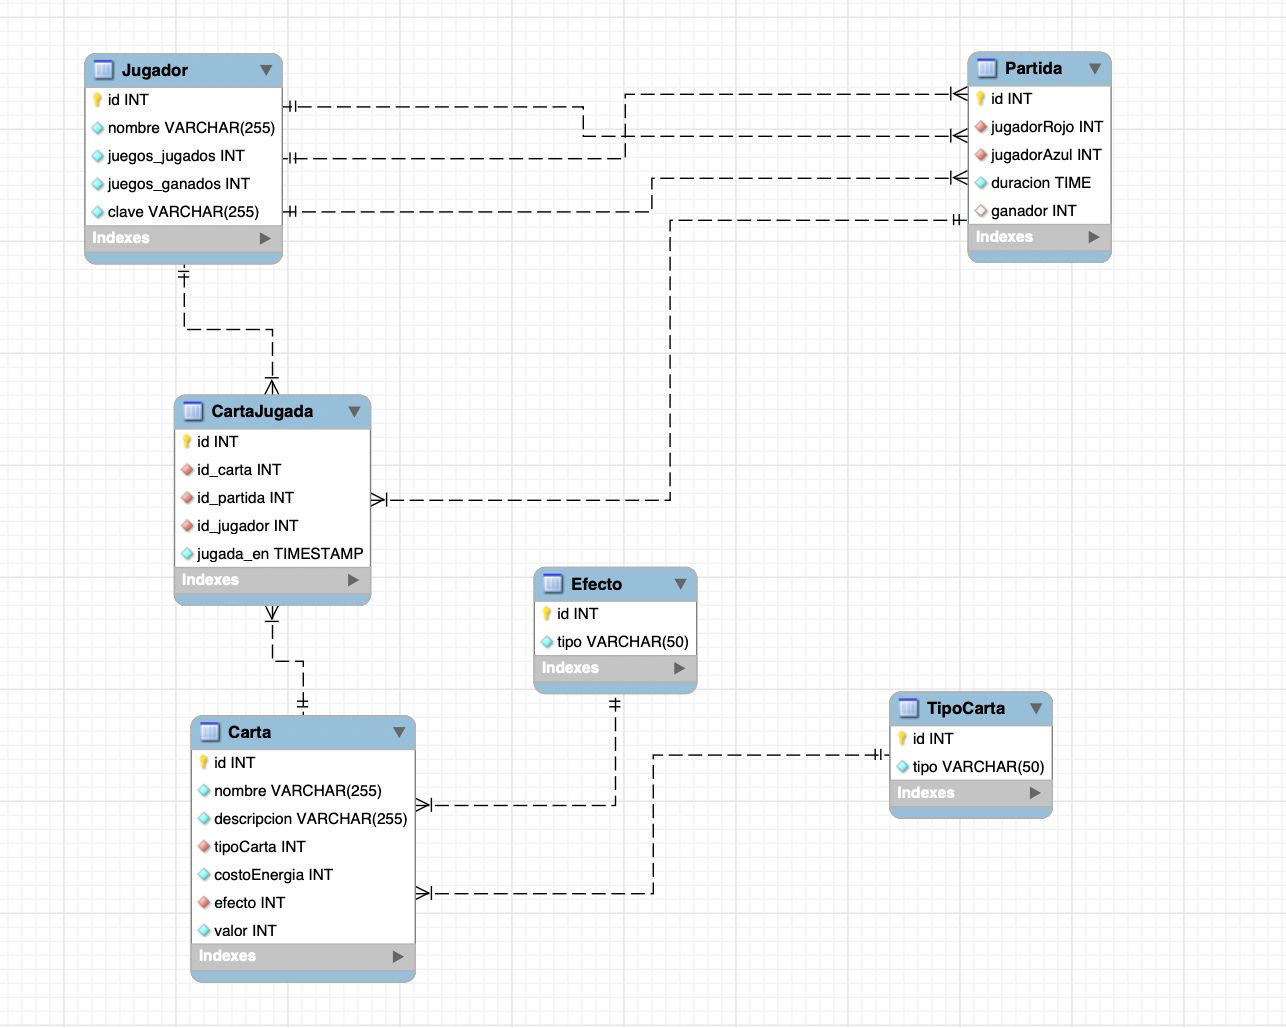 Jugador
id INT
nombre VARCHAR(255)
juegos_jugados INT
juegos_ganados INT
clave VARCHAR(255)
Indexes
Partida
id INT
jugadorRojo INT
jugadorAzul INT
duracion TIME
ganador INT
Indexes
CartaJugada
id INT
id_carta INT
id_partida INT
id_jugador INT
jugada_en TIMESTAMP
Indexes
Efecto
id INT
tipo VARCHAR(50)
Indexes
TipoCarta
id INT
tipo VARCHAR(50)
Indexes
Carta
id INT
nombre VARCHAR(255)
descripcion VARCHAR(255)
tipoCarta INT
costoEnergia INT
efecto INT
valor INT
Indexes